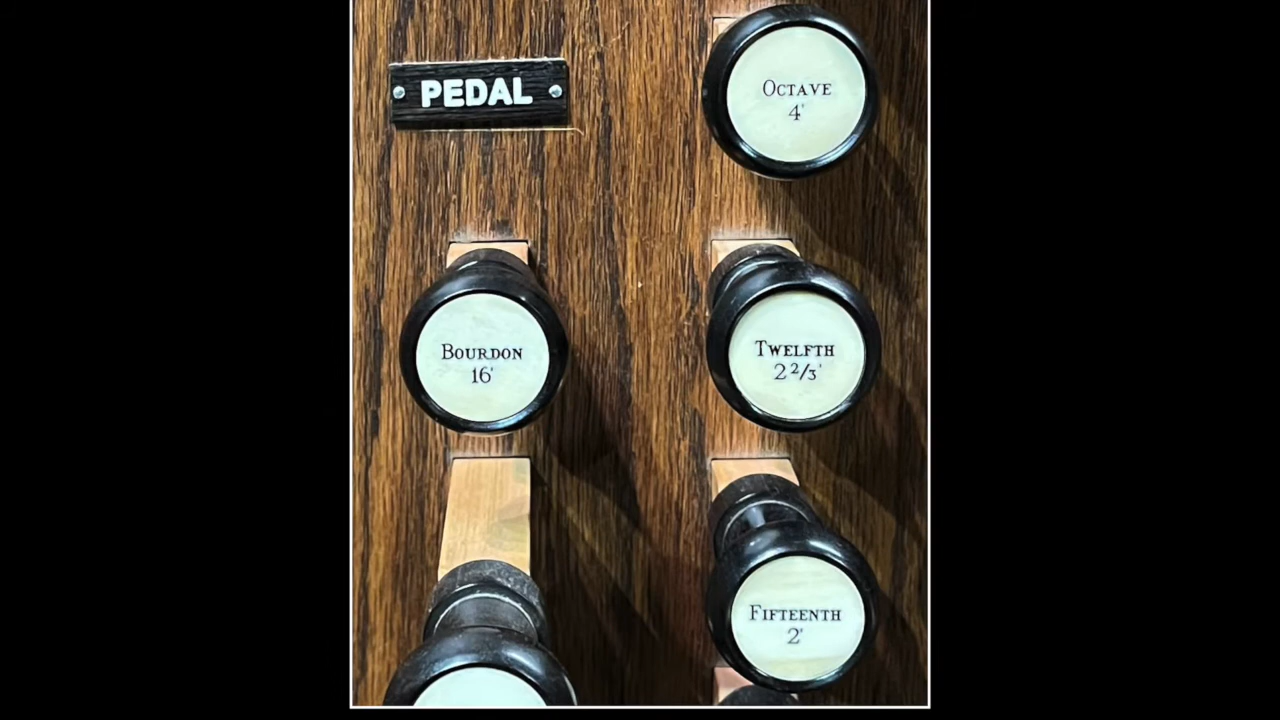 PEDAL
OCTAVE
4'
BOURDON
16'
TWELFTH
2 2/3'
FIFTEENTH
2'